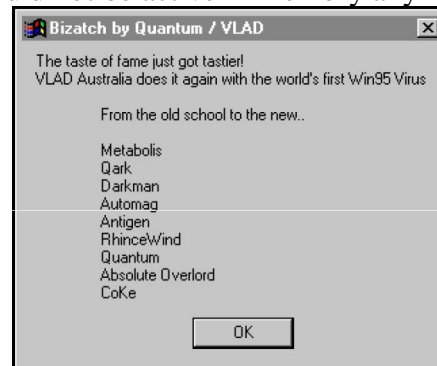 Bizatch by Quantum / VLAD
The taste of fame just got tastier!
VLAD Australia does it again with the world's first Win95 Virus
From the old school to the new..
Metabolis
Qark
Darkman
Automag
Antigen
RhinceWind
Quantum
Absolute Overlord
CoKe
OK